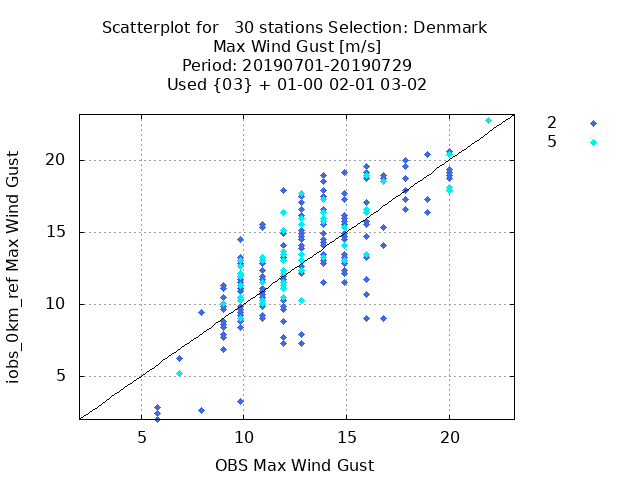 Scatterplot for   30 stations Selection: Denmark
Max Wind Gust [m/s]
Period: 20190701-20190729
Used {03} + 01-00 02-01 03-02
2
5
iobs_0km_ref Max Wind Gust
20
15
10
5
5 10 15 20
OBS Max Wind Gust